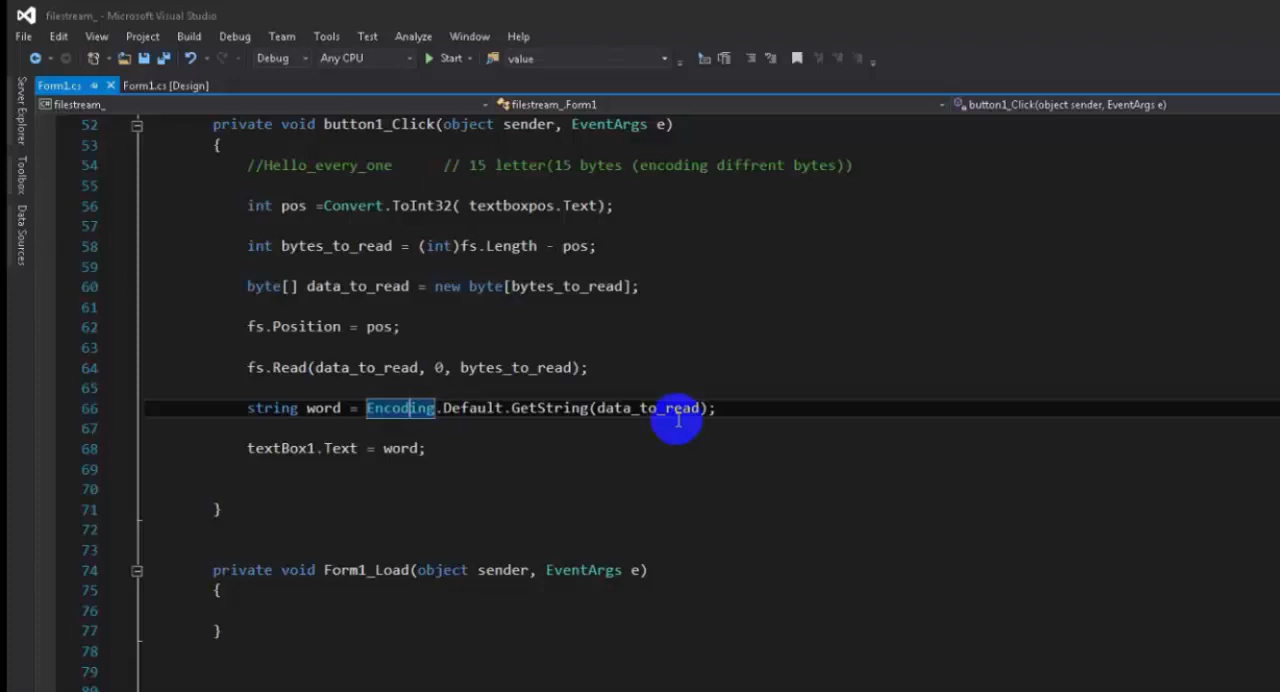 filestream_ - Microsoft Visual Studio
File Edit View Project Build Debug Team Tools Test Analyze Window Help
Debug Any CPU Start value
Form1.cs Form1.cs [Design]
filestream_ filestream_.Form1 button1_Click(object sender, EventArgs e)
Server Explorer
Toolbox
Data Sources
52 private void button1_Click(object sender, EventArgs e)
53 {
54 //Hello_every_one // 15 letter(15 bytes (encoding diffrent bytes))
55
56 int pos =Convert.ToInt32( textboxpos.Text);
57
58 int bytes_to_read = (int)fs.Length - pos;
59
60 byte[] data_to_read = new byte[bytes_to_read];
61
62 fs.Position = pos;
63
64 fs.Read(data_to_read, 0, bytes_to_read);
65
66 string word = Encoding.Default.GetString(data_to_read);
67
68 textBox1.Text = word;
69
70
71 }
72
73
74 private void Form1_Load(object sender, EventArgs e)
75 {
76
77 }
78
79
80